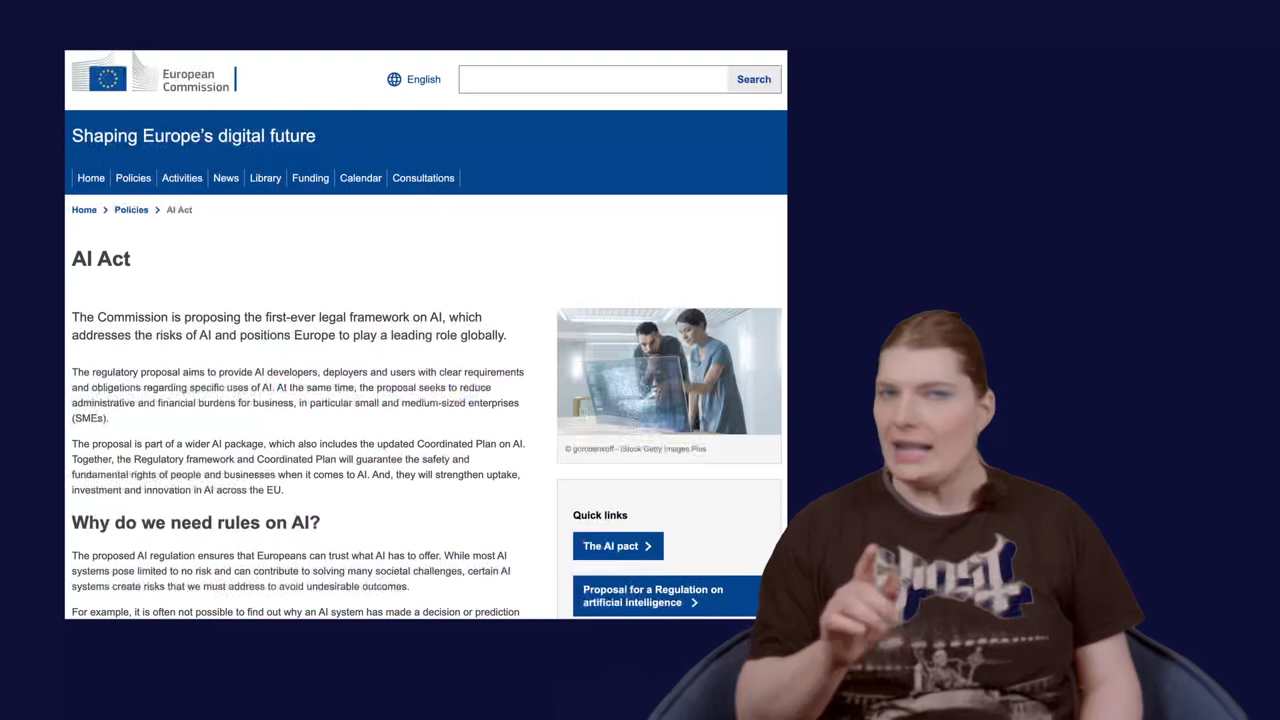 European
Commission
English
Search
Shaping Europe's digital future
Home Policies Activities News Library Funding Calendar Consultations
Home > Policies > AI Act
AI Act
The Commission is proposing the first-ever legal framework on AI, which
addresses the risks of AI and positions Europe to play a leading role globally.
The regulatory proposal aims to provide AI developers, deployers and users with clear requirements
and obligations regarding specific uses of AI. At the same time, the proposal seeks to reduce
administrative and financial burdens for business, in particular small and medium-sized enterprises
(SMEs).
The proposal is part of a wider AI package, which also includes the updated Coordinated Plan on AI.
Together, the Regulatory framework and Coordinated Plan will guarantee the safety and
fundamental rights of people and businesses when it comes to AI. And, they will strengthen uptake,
investment and innovation in AI across the EU.
Why do we need rules on AI?
The proposed AI regulation ensures that Europeans can trust what AI has to offer. While most AI
systems pose limited to no risk and can contribute to solving many societal challenges, certain AI
systems create risks that we must address to avoid undesirable outcomes.
For example, it is often not possible to find out why an AI system has made a decision or prediction
© gorodenkoff - iStock Getty Images Plus
Quick links
The AI pact >
Proposal for a Regulation on
artificial intelligence >
Ghost